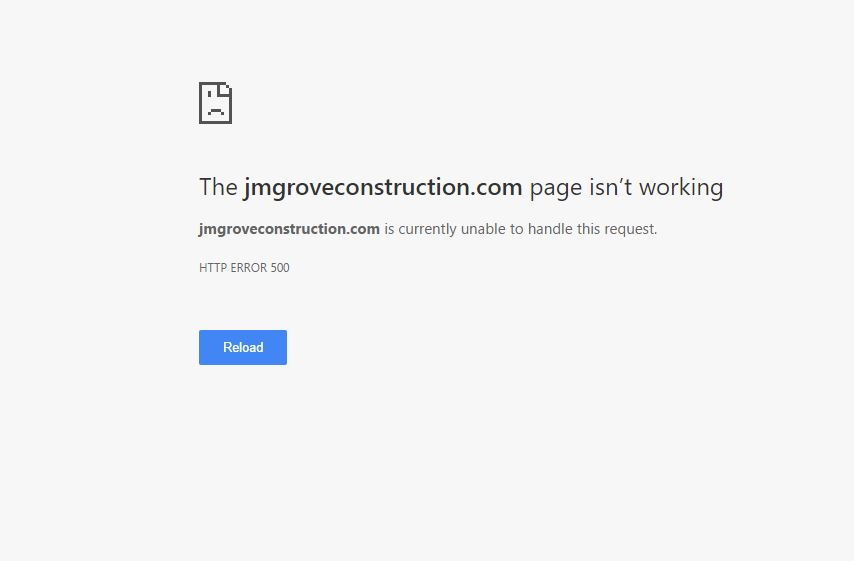 The jmgroveconstruction.com page isn’t working
jmgroveconstruction.com is currently unable to handle this request.
HTTP ERROR 500
Reload